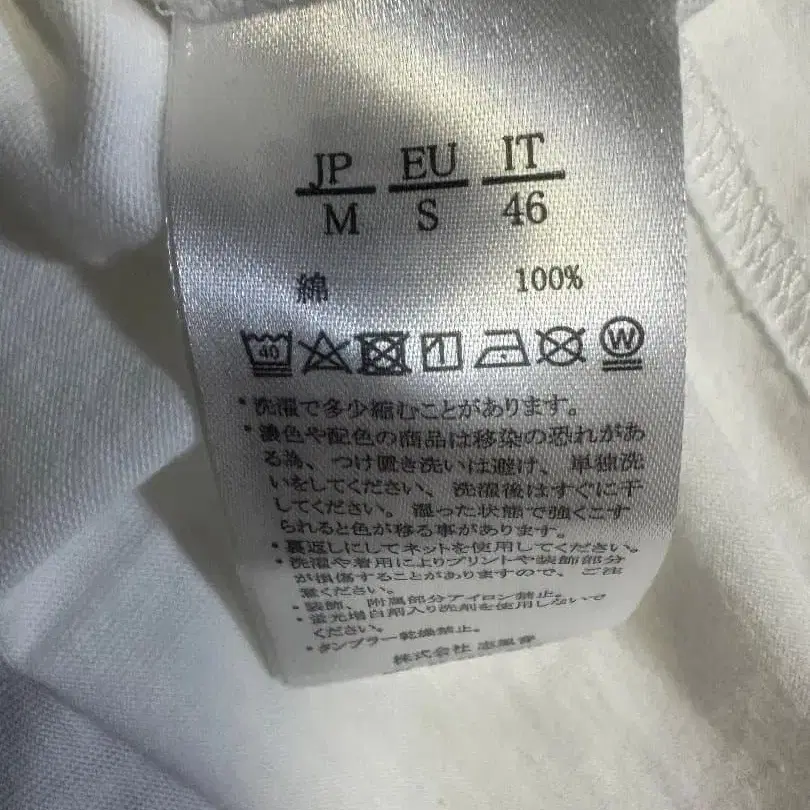 JP EU IT
M S 46
綿 100%
40 W
・洗濯で多少縮むことがあります。
・濃色や配色の商品は移染の恐れがあ
る為、つけ置き洗いは避け、単独洗
いをしてください、洗濯後はすぐに干
してください。湿った状態で強くこす
られると色が移る事があります。
・裏返しにしてネットを使用してください。
・洗濯や着用によりプリントや装飾部分
が損傷することがありますので、ご注
意ください。
・装飾、附属部分アイロン禁止。
・蛍光増白剤入り洗剤を使用しないで
ください。
・タンブラー乾燥禁止。
株式会社